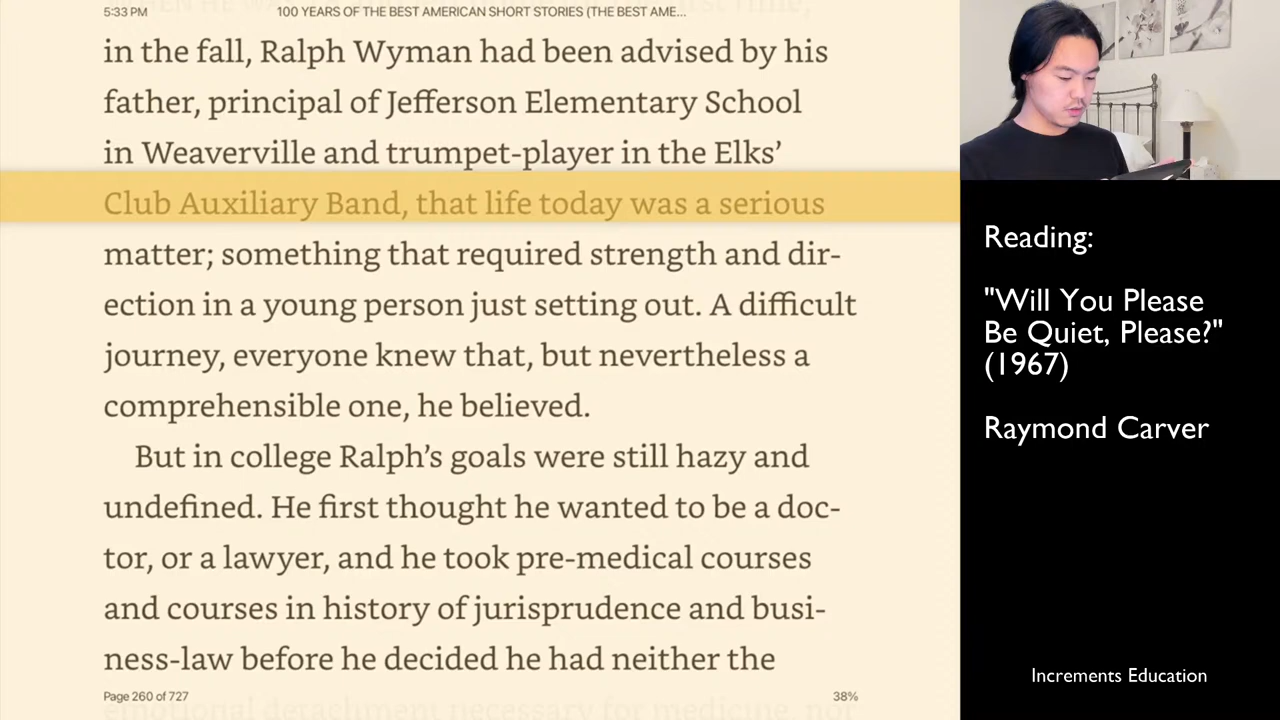 5:33 PM
100 YEARS OF THE BEST AMERICAN SHORT STORIES (THE BEST AME...
in the fall, Ralph Wyman had been advised by his
father, principal of Jefferson Elementary School
in Weaverville and trumpet-player in the Elks’
Club Auxiliary Band, that life today was a serious
matter; something that required strength and dir-
ection in a young person just setting out. A difficult
journey, everyone knew that, but nevertheless a
comprehensible one, he believed.
But in college Ralph’s goals were still hazy and
undefined. He first thought he wanted to be a doc-
tor, or a lawyer, and he took pre-medical courses
and courses in history of jurisprudence and busi-
ness-law before he decided he had neither the
emotional detachment necessary for medicine, nor
Page 260 of 727
38%
Reading:
"Will You Please
Be Quiet, Please?"
(1967)
Raymond Carver
Increments Education